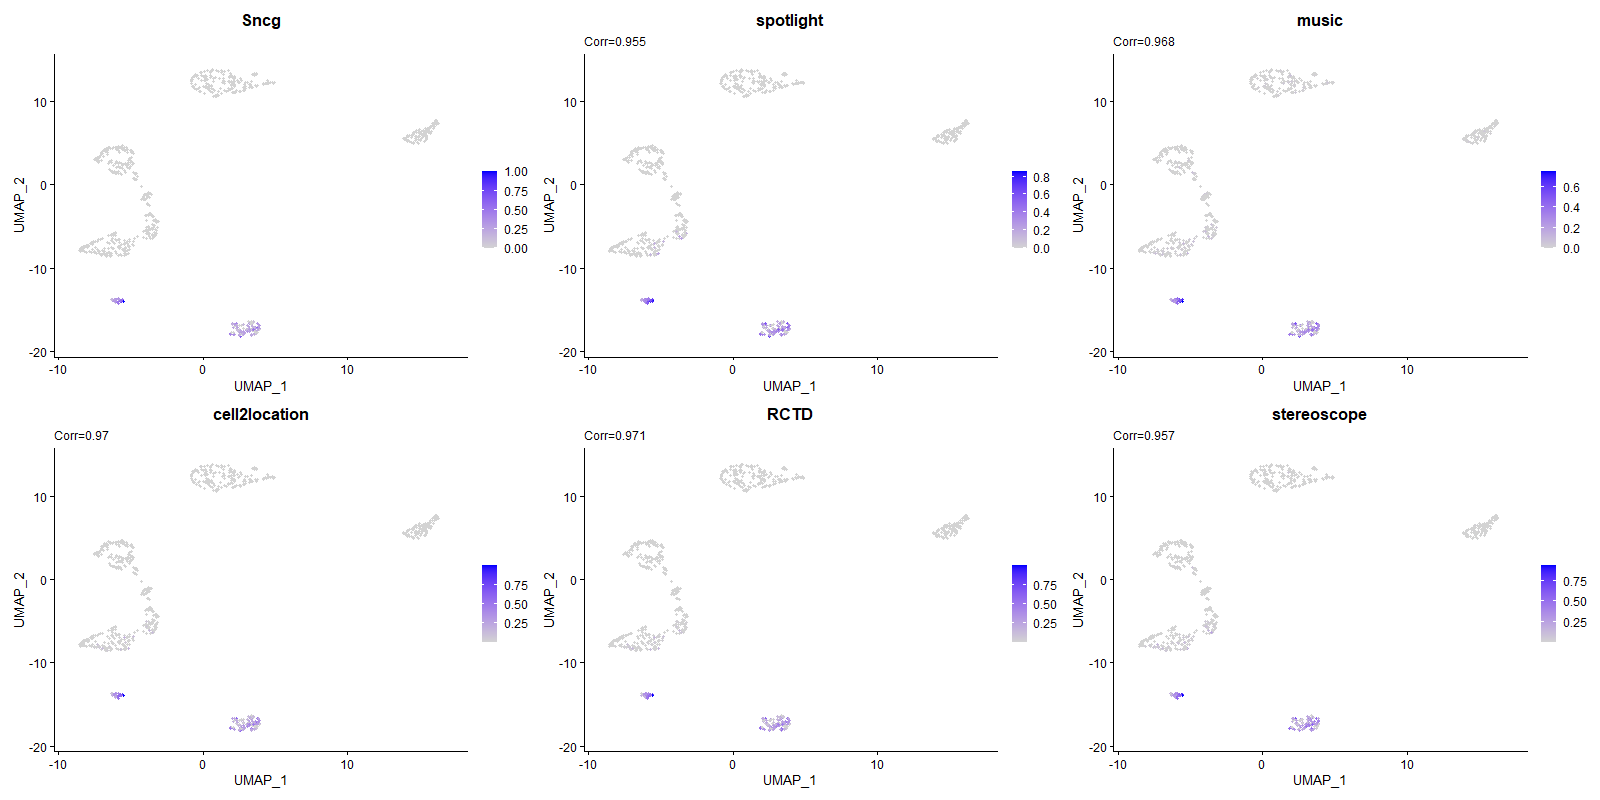 Sncg
10
0
-10
-20
UMAP_2
-10
0
10
UMAP_1
1.00
0.75
0.50
0.25
0.00
spotlight
Corr=0.955
10
0
-10
-20
UMAP_2
-10
0
10
UMAP_1
0.8
0.6
0.4
0.2
0.0
music
Corr=0.968
10
0
-10
-20
UMAP_2
-10
0
10
UMAP_1
0.6
0.4
0.2
0.0
cell2location
Corr=0.97
10
0
-10
-20
UMAP_2
-10
0
10
UMAP_1
0.75
0.50
0.25
RCTD
Corr=0.971
10
0
-10
-20
UMAP_2
-10
0
10
UMAP_1
0.75
0.50
0.25
stereoscope
Corr=0.957
10
0
-10
-20
UMAP_2
-10
0
10
UMAP_1
0.75
0.50
0.25